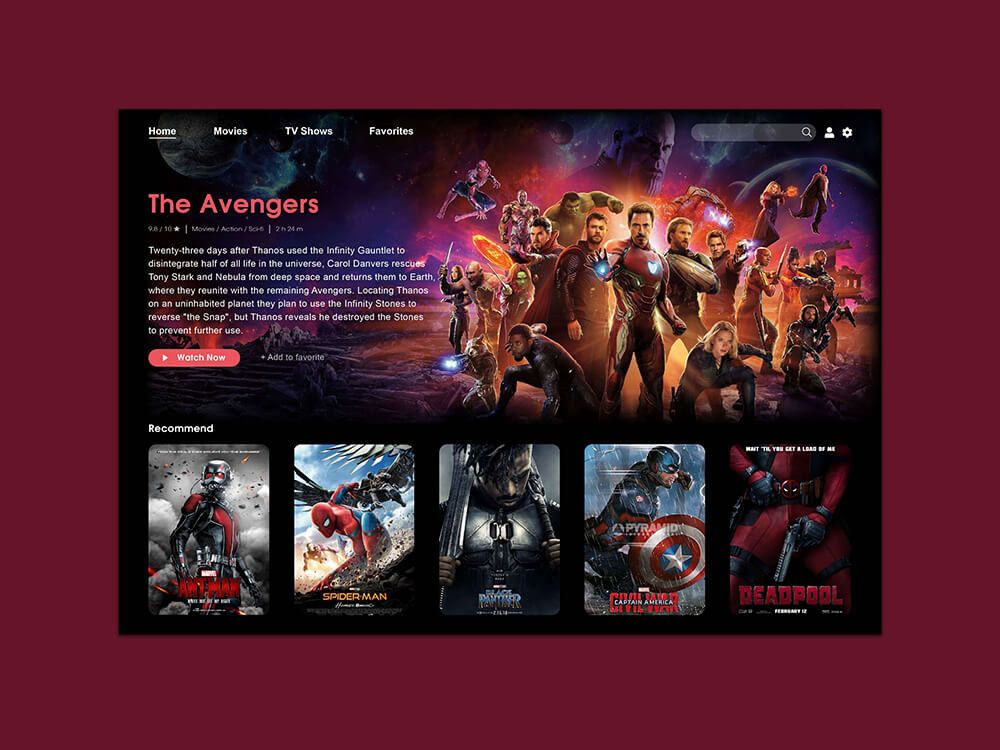 Home Movies TV Shows Favorites
The Avengers
9.8 / 10 ★ | Movies / Action / Sci-fi | 2 h 24 m
Twenty-three days after Thanos used the Infinity Gauntlet to
disintegrate half of all life in the universe, Carol Danvers rescues
Tony Stark and Nebula from deep space and returns them to Earth,
where they reunite with the remaining Avengers. Locating Thanos
on an uninhabited planet they plan to use the Infinity Stones to
reverse "the Snap", but Thanos reveals he destroyed the Stones
to prevent further use.
Watch Now + Add to favorite
Recommend
MARVEL
ANT-MAN
SPIDER-MAN
HOMECOMING
BLACK
PANTHER
2.16.18
PYRAMID
CIVIL WAR
CAPTAIN AMERICA
WAIT 'TIL YOU GET A LOAD OF ME
DEADPOOL
FEBRUARY 12